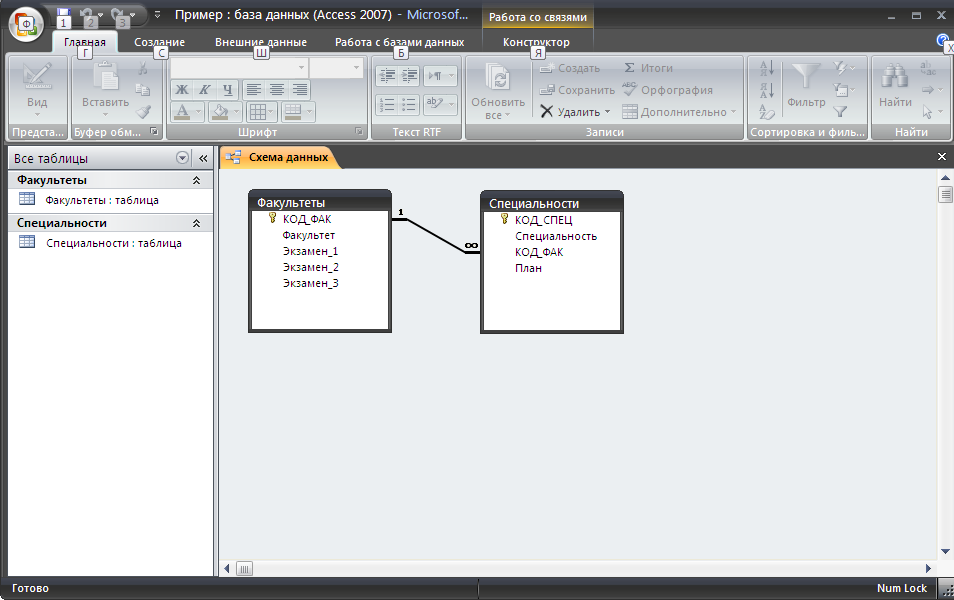 Пример : база данных (Access 2007) - Microsof...
Работа со связями
1
2
3
Главная
Создание
Внешние данные
Работа с базами данных
Конструктор
Г
С
Ш
Б
Я
Вид
Предста...
Вставить
Буфер обм...
Ж К Ч
А
Шрифт
Текст RTF
Обновить
все
Создать
Сохранить
Удалить
Σ Итоги
Орфография
Дополнительно
Записи
Фильтр
Сортировка и филь...
Найти
Найти
Все таблицы
«
Факультеты
Факультеты : таблица
Специальности
Специальности : таблица
Схема данных
Факультеты
КОД_ФАК
Факультет
Экзамен_1
Экзамен_2
Экзамен_3
1
∞
Специальности
КОД_СПЕЦ
Специальность
КОД_ФАК
План
Готово
Num Lock